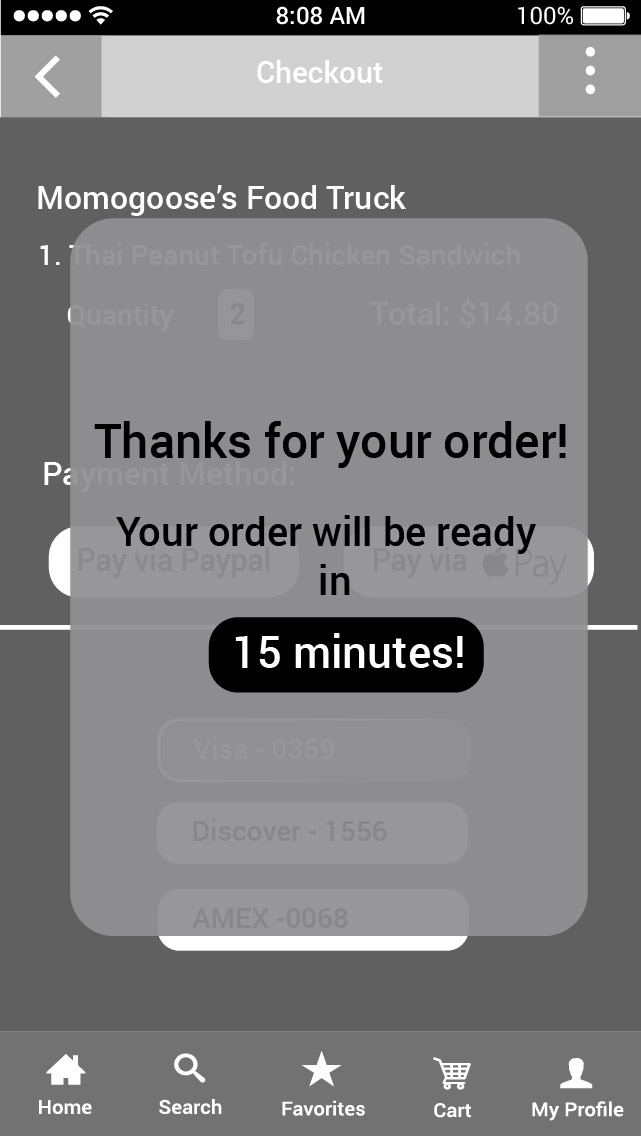 8:08 AM 100%
Checkout
Momogoose’s Food Truck
1. Thai Peanut Tofu Chicken Sandwich
Quantity 2 Total: $14.80
Thanks for your order!
Payment Method:
Your order will be ready
Pay via Paypal Pay via Pay
in
15 minutes!
Visa - 0359
Discover - 1556
AMEX -0068
Home Search Favorites Cart My Profile